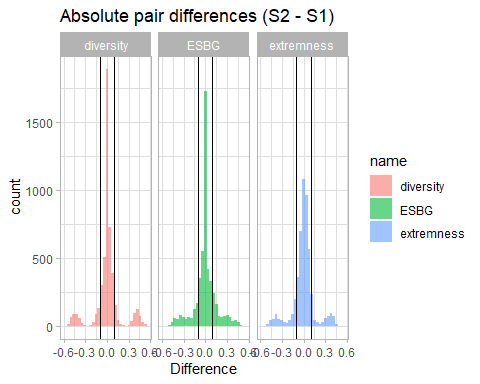 Absolute pair differences (S2 - S1)
diversity ESBG extremness
1500
1000
500
0
count
-0.6 -0.3 0.0 0.3 0.6 -0.6 -0.3 0.0 0.3 0.6 -0.6 -0.3 0.0 0.3 0.6
Difference
name
diversity
ESBG
extremness